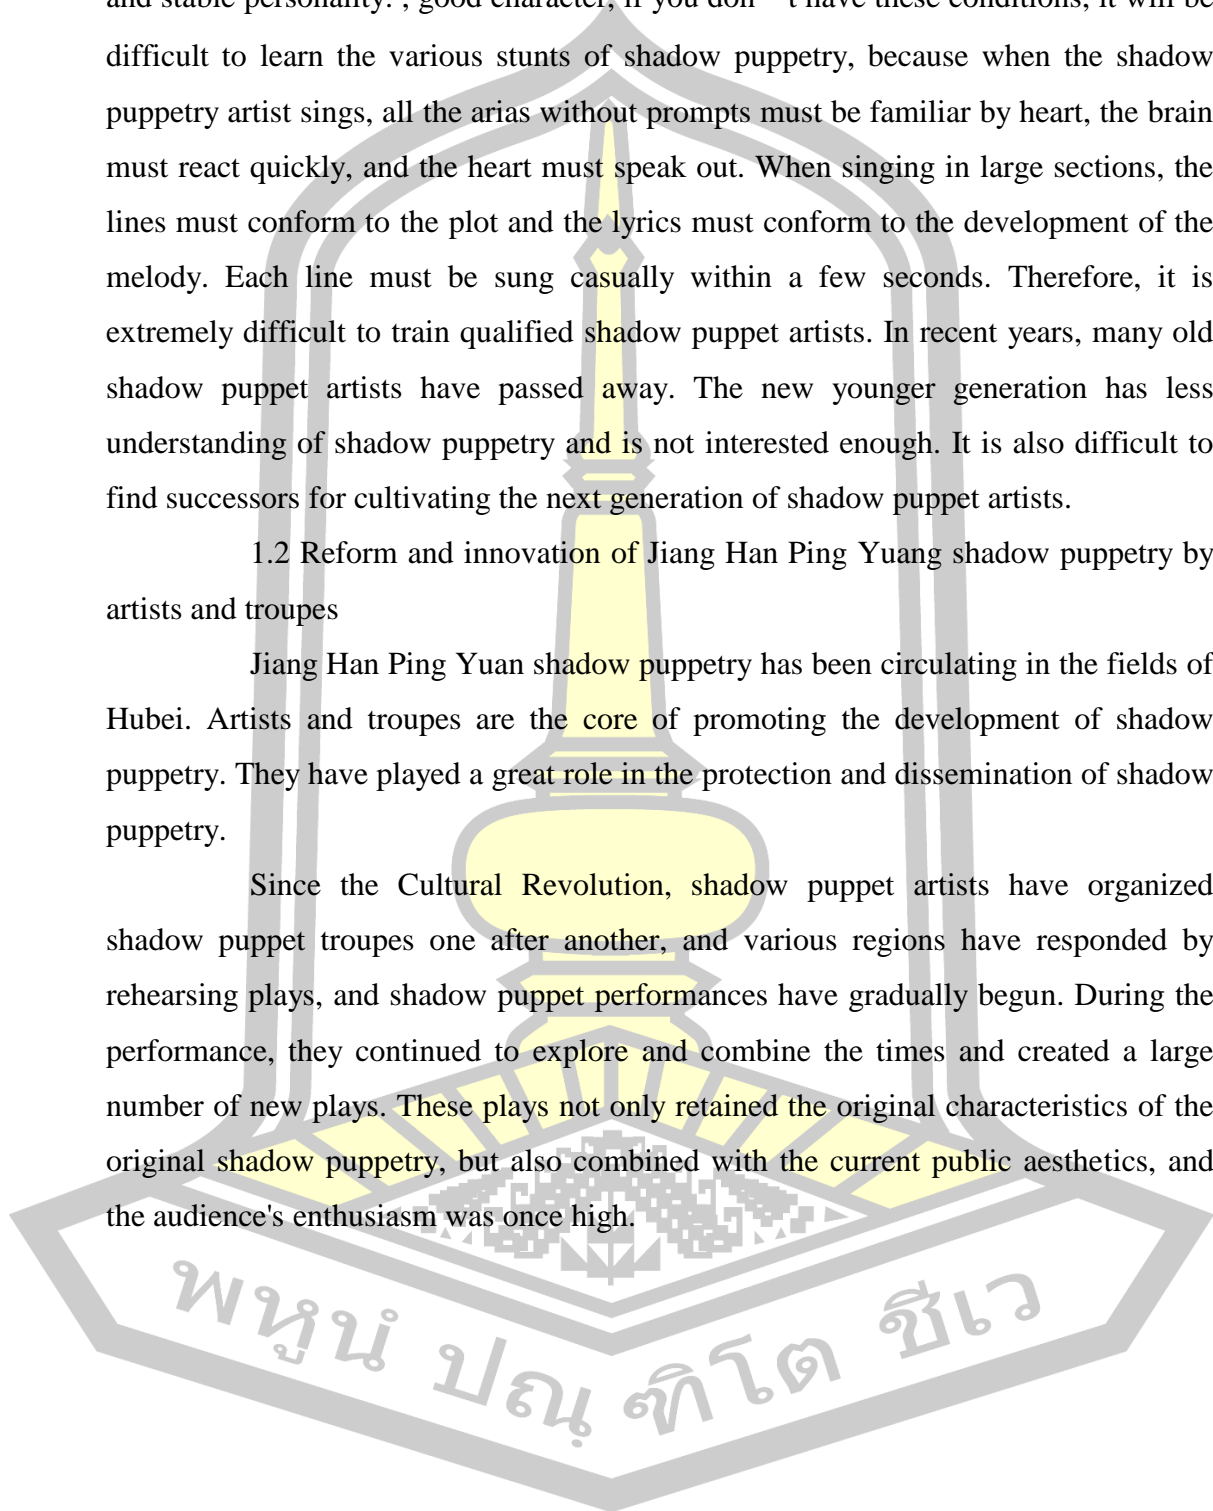 and stable personality. , good character, if you don   t have these conditions, it will be
difficult to learn the various stunts of shadow puppetry, because when the shadow
puppetry artist sings, all the arias without prompts must be familiar by heart, the brain
must react quickly, and the heart must speak out. When singing in large sections, the
lines must conform to the plot and the lyrics must conform to the development of the
melody. Each line must be sung casually within a few seconds. Therefore, it is
extremely difficult to train qualified shadow puppet artists. In recent years, many old
shadow puppet artists have passed away. The new younger generation has less
understanding of shadow puppetry and is not interested enough. It is also difficult to
find successors for cultivating the next generation of shadow puppet artists.
1.2 Reform and innovation of Jiang Han Ping Yuang shadow puppetry by
artists and troupes
Jiang Han Ping Yuan shadow puppetry has been circulating in the fields of
Hubei. Artists and troupes are the core of promoting the development of shadow
puppetry. They have played a great role in the protection and dissemination of shadow
puppetry.
Since the Cultural Revolution, shadow puppet artists have organized
shadow puppet troupes one after another, and various regions have responded by
rehearsing plays, and shadow puppet performances have gradually begun. During the
performance, they continued to explore and combine the times and created a large
number of new plays. These plays not only retained the original characteristics of the
original shadow puppetry, but also combined with the current public aesthetics, and
the audience's enthusiasm was once high.
พหูนํ ปณฺฑิโต ชีเว